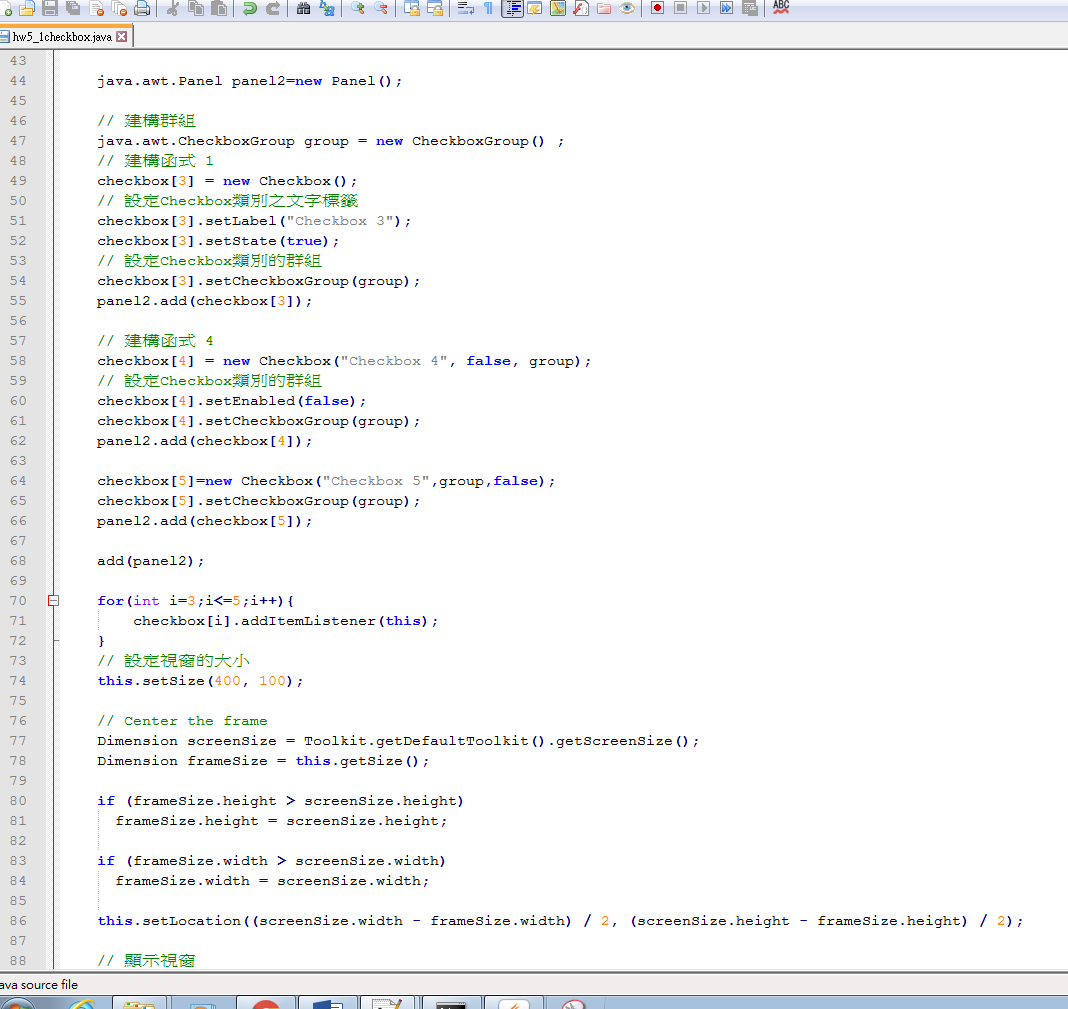 ABC
hw5_1checkbox.java
43
44 java.awt.Panel panel2=new Panel();
45
46 // 建構群組
47 java.awt.CheckboxGroup group = new CheckboxGroup() ;
48 // 建構函式 1
49 checkbox[3] = new Checkbox();
50 // 設定Checkbox類別之文字標籤
51 checkbox[3].setLabel("Checkbox 3");
52 checkbox[3].setState(true);
53 // 設定Checkbox類別的群組
54 checkbox[3].setCheckboxGroup(group);
55 panel2.add(checkbox[3]);
56
57 // 建構函式 4
58 checkbox[4] = new Checkbox("Checkbox 4", false, group);
59 // 設定Checkbox類別的群組
60 checkbox[4].setEnabled(false);
61 checkbox[4].setCheckboxGroup(group);
62 panel2.add(checkbox[4]);
63
64 checkbox[5]=new Checkbox("Checkbox 5",group,false);
65 checkbox[5].setCheckboxGroup(group);
66 panel2.add(checkbox[5]);
67
68 add(panel2);
69
70 for(int i=3;i<=5;i++){
71 checkbox[i].addItemListener(this);
72 }
73 // 設定視窗的大小
74 this.setSize(400, 100);
75
76 // Center the frame
77 Dimension screenSize = Toolkit.getDefaultToolkit().getScreenSize();
78 Dimension frameSize = this.getSize();
79
80 if (frameSize.height > screenSize.height)
81 frameSize.height = screenSize.height;
82
83 if (frameSize.width > screenSize.width)
84 frameSize.width = screenSize.width;
85
86 this.setLocation((screenSize.width - frameSize.width) / 2, (screenSize.height - frameSize.height) / 2);
87
88 // 顯示視窗
ava source file